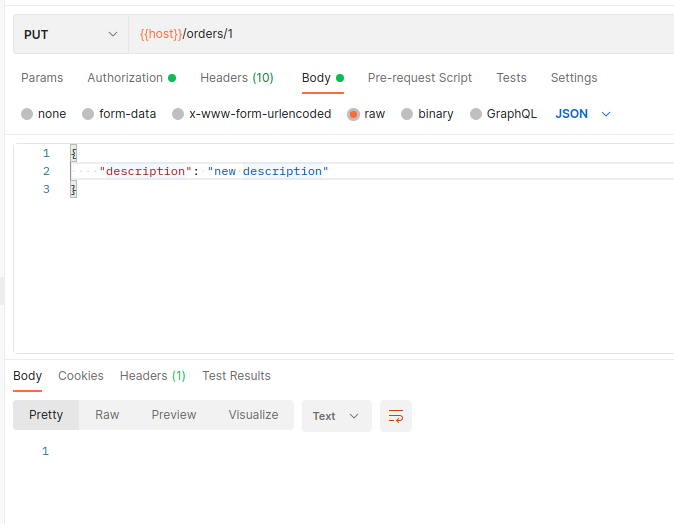 PUT {{host}}/orders/1
Params Authorization Headers (10) Body Pre-request Script Tests Settings
none form-data x-www-form-urlencoded raw binary GraphQL JSON
1 {
2 "description": "new description"
3 }
Body Cookies Headers (1) Test Results
Pretty Raw Preview Visualize Text
1